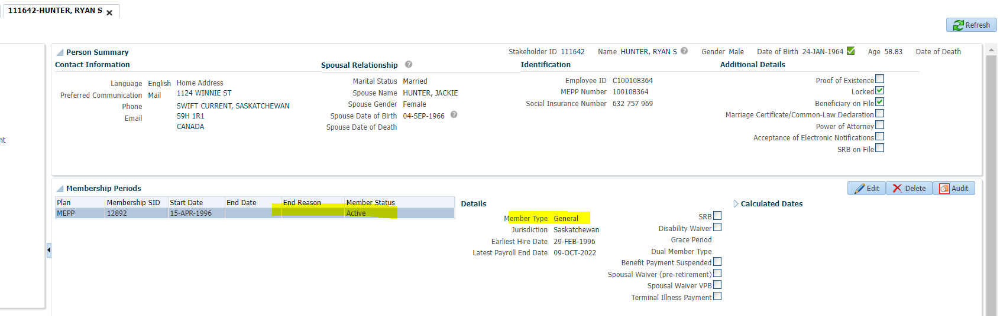 111642-HUNTER, RYAN S
Refresh
Person Summary
Stakeholder ID 111642 Name HUNTER, RYAN S Gender Male Date of Birth 24-JAN-1964 Age 58.83 Date of Death
Contact Information
Language English
Preferred Communication Mail
Phone
Email
Home Address
1124 WINNIE ST
SWIFT CURRENT, SASKATCHEWAN
S9H 1R1
CANADA
Spousal Relationship
Marital Status Married
Spouse Name HUNTER, JACKIE
Spouse Gender Female
Spouse Date of Birth 04-SEP-1966
Spouse Date of Death
Identification
Employee ID C100108364
MEPP Number 100108364
Social Insurance Number 632 757 969
Additional Details
Proof of Existence
Locked
Beneficiary on File
Marriage Certificate/Common-Law Declaration
Power of Attorney
Acceptance of Electronic Notifications
SRB on File
nt
Membership Periods
Edit Delete Audit
Plan Membership SID Start Date End Date End Reason Member Status
MEPP 12892 15-APR-1996 Active
Details
Member Type General
Jurisdiction Saskatchewan
Earliest Hire Date 29-FEB-1996
Latest Payroll End Date 09-OCT-2022
SRB
Disability Waiver
Grace Period
Dual Member Type
Benefit Payment Suspended
Spousal Waiver (pre-retirement)
Spousal Waiver VPB
Terminal Illness Payment
Calculated Dates